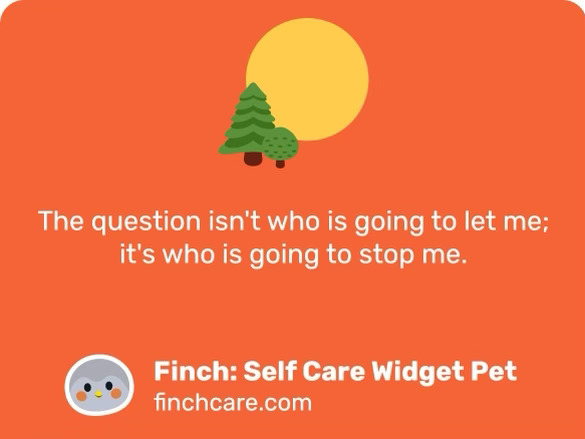 The question isn't who is going to let me;
it's who is going to stop me.
Finch: Self Care Widget Pet
finchcare.com